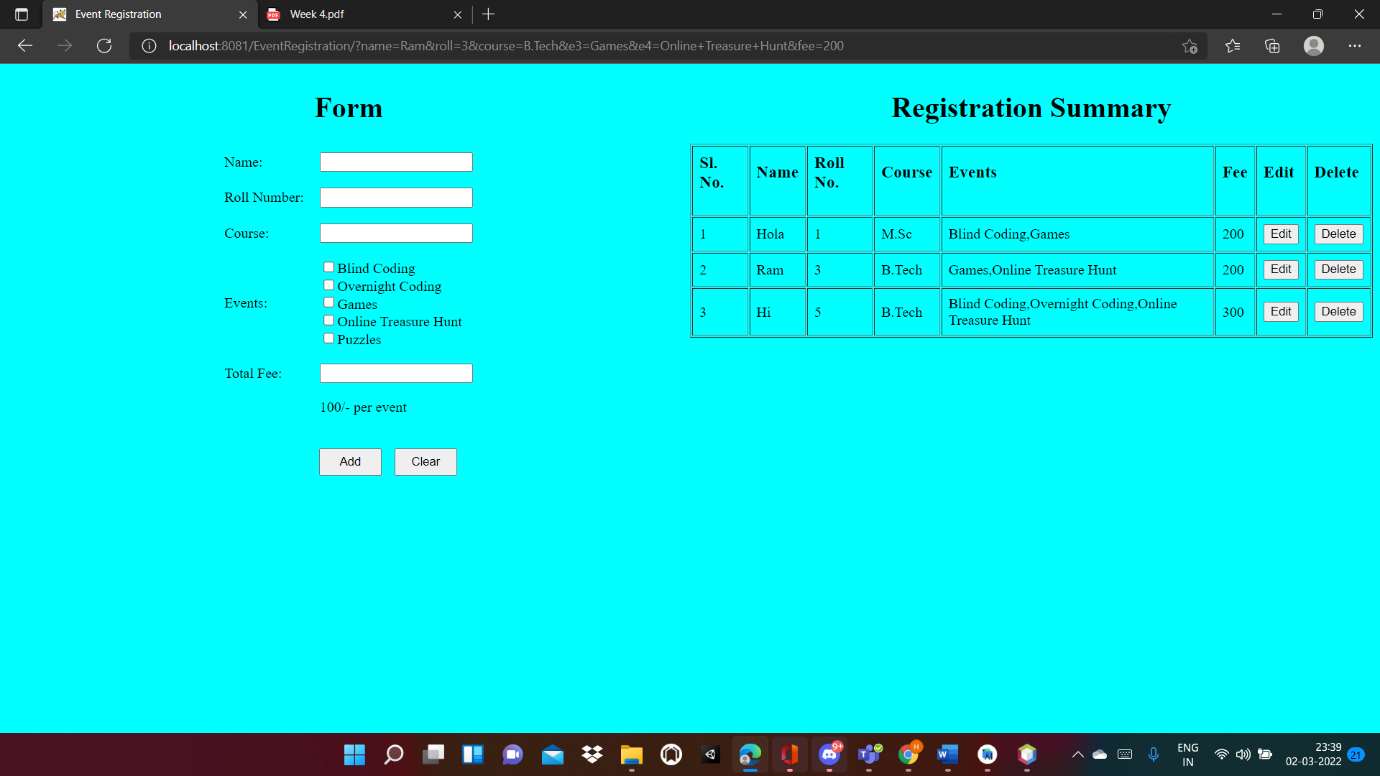 Event Registration
Week 4.pdf
localhost:8081/EventRegistration/?name=Ram&roll=3&course=B.Tech&e3=Games&e4=Online+Treasure+Hunt&fee=200
Form
Name:
Roll Number:
Course:
Events:
Blind Coding
Overnight Coding
Games
Online Treasure Hunt
Puzzles
Total Fee:
100/- per event
Add Clear
Registration Summary
Sl. No. Name Roll No. Course Events Fee Edit Delete
1 Hola 1 M.Sc Blind Coding,Games 200 Edit Delete
2 Ram 3 B.Tech Games,Online Treasure Hunt 200 Edit Delete
3 Hi 5 B.Tech Blind Coding,Overnight Coding,Online
Treasure Hunt 300 Edit Delete
9+
H
ENG
IN
23:39
02-03-2022
21